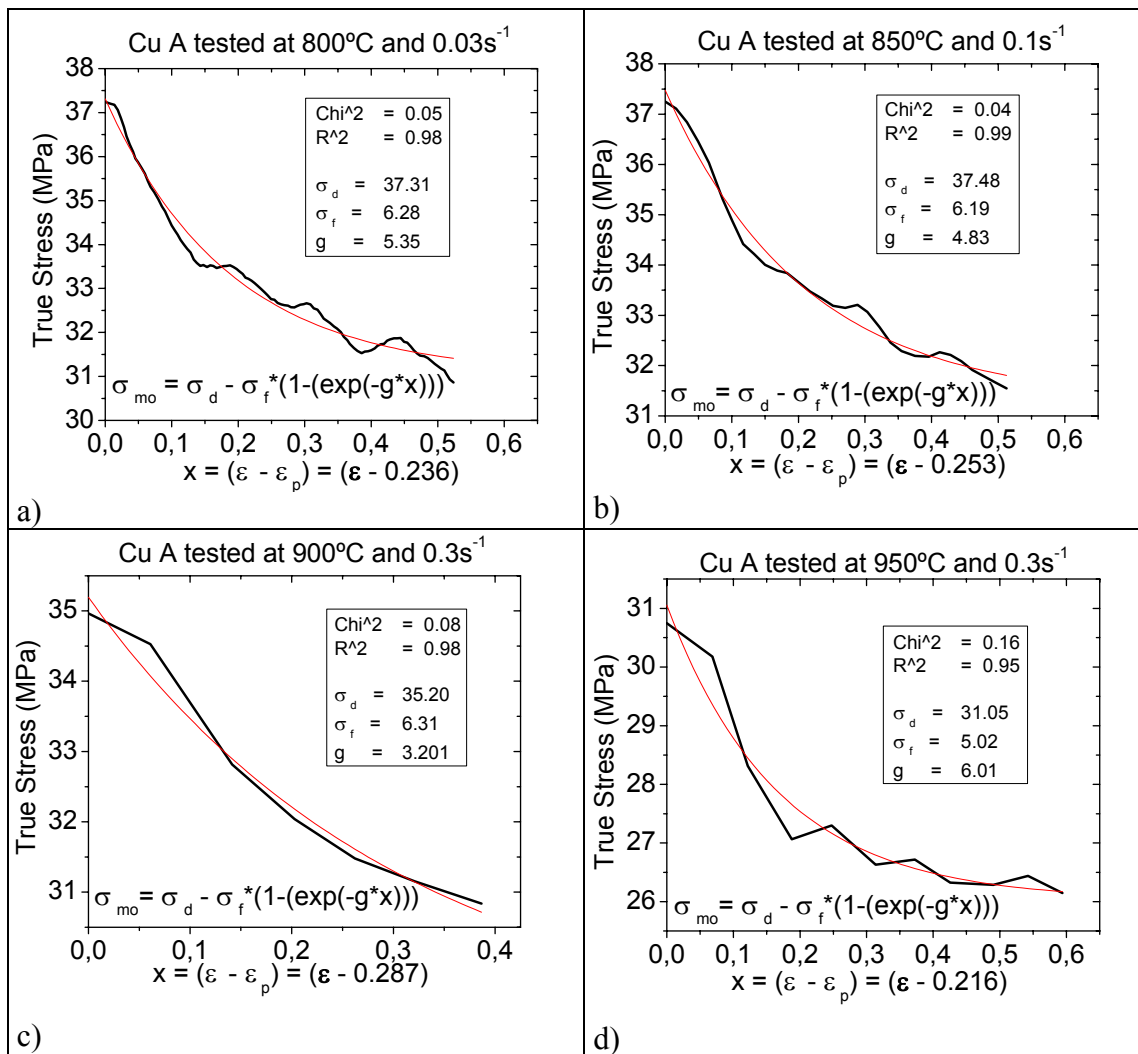 Cu A tested at 800ºC and 0.03s⁻¹
38
37
36
35
34
33
32
31
30
True Stress (MPa)
Chi^2 = 0.05
R^2 = 0.98
σ_d = 37.31
σ_f = 6.28
g = 5.35
σ_mo = σ_d - σ_f*(1-(exp(-g*x)))
0,0 0,1 0,2 0,3 0,4 0,5 0,6
x = (ε - ε_p) = (ε - 0.236)
a)
Cu A tested at 850ºC and 0.1s⁻¹
38
37
36
35
34
33
32
31
True Stress (MPa)
Chi^2 = 0.04
R^2 = 0.99
σ_d = 37.48
σ_f = 6.19
g = 4.83
σ_mo = σ_d - σ_f*(1-(exp(-g*x)))
0,0 0,1 0,2 0,3 0,4 0,5 0,6
x = (ε - ε_p) = (ε - 0.253)
b)
Cu A tested at 900ºC and 0.3s⁻¹
35
34
33
32
31
True Stress (MPa)
Chi^2 = 0.08
R^2 = 0.98
σ_d = 35.20
σ_f = 6.31
g = 3.201
σ_mo = σ_d - σ_f*(1-(exp(-g*x)))
0,0 0,1 0,2 0,3 0,4
x = (ε - ε_p) = (ε - 0.287)
c)
Cu A tested at 950ºC and 0.3s⁻¹
31
30
29
28
27
26
25
True Stress (MPa)
Chi^2 = 0.16
R^2 = 0.95
σ_d = 31.05
σ_f = 5.02
g = 6.01
σ_mo = σ_d - σ_f*(1-(exp(-g*x)))
0,0 0,1 0,2 0,3 0,4 0,5 0,6
x = (ε - ε_p) = (ε - 0.216)
d)